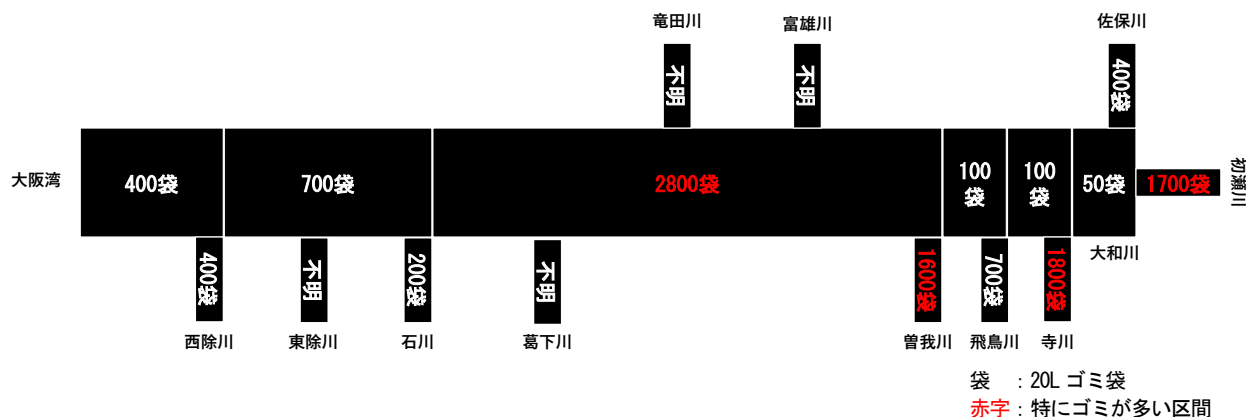 竜田川
富雄川
佐保川
不明
不明
400袋
大阪湾
400袋
700袋
2800袋
100
袋
100
袋
50袋
1700袋
初瀬川
大和川
400袋
不明
200袋
不明
1600袋
700袋
1800袋
西除川
東除川
石川
葛下川
曽我川
飛鳥川
寺川
袋 : 20L ゴミ袋
赤字 : 特にゴミが多い区間